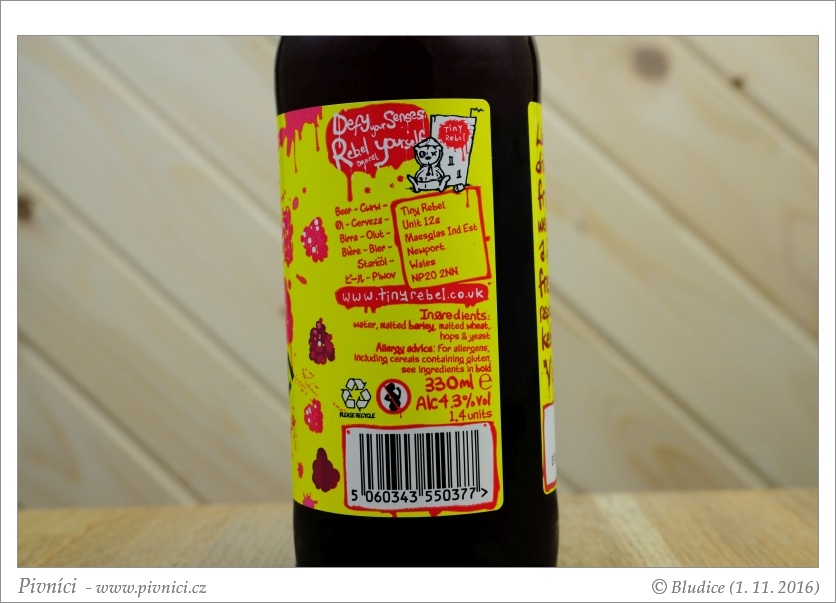 Defy your Senses,
Rebel yourself
TiNY
Rebel
Beer - Cwrw -
Øl - Cerveza -
Birra - Olut -
Bière - Bier -
Starköl -
ビール - Piwov
Tiny Rebel
Unit 12a
Maesglas Ind Est
Newport
Wales
NP20 2NN
www.tinyrebel.co.uk
Ingredients:
water, malted barley, malted wheat,
hops & yeast
Allergy advice: For allergens,
including cereals containing gluten,
see ingredients in bold
330ml e
Alc4.3%vol
1.4 units
PLEASE RECYCLE
5 060343 550377 >
Pivníci - www.pivnici.cz
© Bludice (1. 11. 2016)